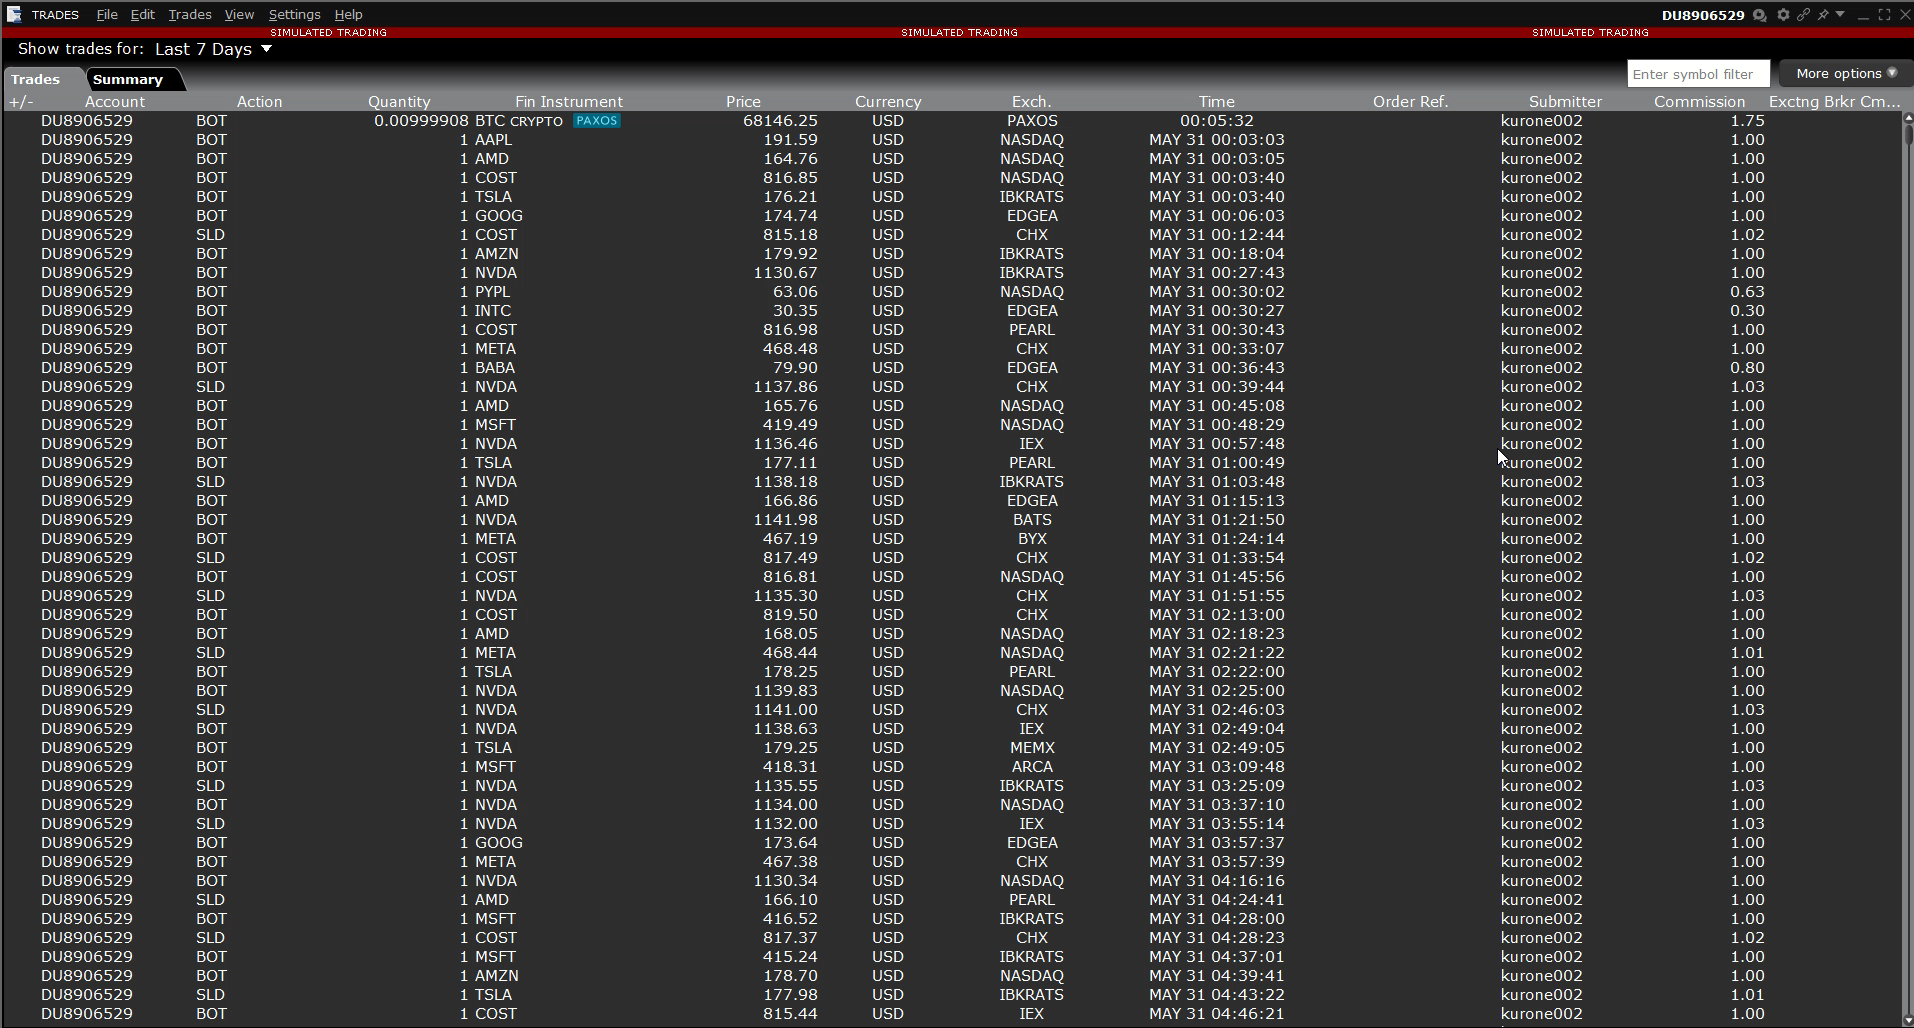 TRADES File Edit Trades View Settings Help DU8906529
SIMULATED TRADING SIMULATED TRADING SIMULATED TRADING
Show trades for: Last 7 Days
Trades Summary Enter symbol filter More options
+/- Account Action Quantity Fin Instrument Price Currency Exch. Time Order Ref. Submitter Commission Exctng Brkr Cm...
DU8906529 BOT 0.00999908 BTC CRYPTO PAXOS 68146.25 USD PAXOS 00:05:32 kurone002 1.75
DU8906529 BOT 1 AAPL 191.59 USD NASDAQ MAY 31 00:03:03 kurone002 1.00
DU8906529 BOT 1 AMD 164.76 USD NASDAQ MAY 31 00:03:05 kurone002 1.00
DU8906529 BOT 1 COST 816.85 USD NASDAQ MAY 31 00:03:40 kurone002 1.00
DU8906529 BOT 1 TSLA 176.21 USD IBKRATS MAY 31 00:03:40 kurone002 1.00
DU8906529 BOT 1 GOOG 174.74 USD EDGEA MAY 31 00:06:03 kurone002 1.00
DU8906529 SLD 1 COST 815.18 USD CHX MAY 31 00:12:44 kurone002 1.02
DU8906529 BOT 1 AMZN 179.92 USD IBKRATS MAY 31 00:18:04 kurone002 1.00
DU8906529 BOT 1 NVDA 1130.67 USD IBKRATS MAY 31 00:27:43 kurone002 1.00
DU8906529 BOT 1 PYPL 63.06 USD NASDAQ MAY 31 00:30:02 kurone002 0.63
DU8906529 BOT 1 INTC 30.35 USD EDGEA MAY 31 00:30:27 kurone002 0.30
DU8906529 BOT 1 COST 816.98 USD PEARL MAY 31 00:30:43 kurone002 1.00
DU8906529 BOT 1 META 468.48 USD CHX MAY 31 00:33:07 kurone002 1.00
DU8906529 BOT 1 BABA 79.90 USD EDGEA MAY 31 00:36:43 kurone002 0.80
DU8906529 SLD 1 NVDA 1137.86 USD CHX MAY 31 00:39:44 kurone002 1.03
DU8906529 BOT 1 AMD 165.76 USD NASDAQ MAY 31 00:45:08 kurone002 1.00
DU8906529 BOT 1 MSFT 419.49 USD NASDAQ MAY 31 00:48:29 kurone002 1.00
DU8906529 BOT 1 NVDA 1136.46 USD IEX MAY 31 00:57:48 kurone002 1.00
DU8906529 BOT 1 TSLA 177.11 USD PEARL MAY 31 01:00:49 kurone002 1.00
DU8906529 SLD 1 NVDA 1138.18 USD IBKRATS MAY 31 01:03:48 kurone002 1.03
DU8906529 BOT 1 AMD 166.86 USD EDGEA MAY 31 01:15:13 kurone002 1.00
DU8906529 BOT 1 NVDA 1141.98 USD BATS MAY 31 01:21:50 kurone002 1.00
DU8906529 BOT 1 META 467.19 USD BYX MAY 31 01:24:14 kurone002 1.00
DU8906529 SLD 1 COST 817.49 USD CHX MAY 31 01:33:54 kurone002 1.02
DU8906529 BOT 1 COST 816.81 USD NASDAQ MAY 31 01:45:56 kurone002 1.00
DU8906529 SLD 1 NVDA 1135.30 USD CHX MAY 31 01:51:55 kurone002 1.03
DU8906529 BOT 1 COST 819.50 USD CHX MAY 31 02:13:00 kurone002 1.00
DU8906529 BOT 1 AMD 168.05 USD NASDAQ MAY 31 02:18:23 kurone002 1.00
DU8906529 SLD 1 META 468.44 USD NASDAQ MAY 31 02:21:22 kurone002 1.01
DU8906529 BOT 1 TSLA 178.25 USD PEARL MAY 31 02:22:00 kurone002 1.00
DU8906529 BOT 1 NVDA 1139.83 USD NASDAQ MAY 31 02:25:00 kurone002 1.00
DU8906529 SLD 1 NVDA 1141.00 USD CHX MAY 31 02:46:03 kurone002 1.03
DU8906529 BOT 1 NVDA 1138.63 USD IEX MAY 31 02:49:04 kurone002 1.00
DU8906529 BOT 1 TSLA 179.25 USD MEMX MAY 31 02:49:05 kurone002 1.00
DU8906529 BOT 1 MSFT 418.31 USD ARCA MAY 31 03:09:48 kurone002 1.00
DU8906529 SLD 1 NVDA 1135.55 USD IBKRATS MAY 31 03:25:09 kurone002 1.03
DU8906529 BOT 1 NVDA 1134.00 USD NASDAQ MAY 31 03:37:10 kurone002 1.00
DU8906529 SLD 1 NVDA 1132.00 USD IEX MAY 31 03:55:14 kurone002 1.03
DU8906529 BOT 1 GOOG 173.64 USD EDGEA MAY 31 03:57:37 kurone002 1.00
DU8906529 BOT 1 META 467.38 USD CHX MAY 31 03:57:39 kurone002 1.00
DU8906529 BOT 1 NVDA 1130.34 USD NASDAQ MAY 31 04:16:16 kurone002 1.00
DU8906529 SLD 1 AMD 166.10 USD PEARL MAY 31 04:24:41 kurone002 1.00
DU8906529 BOT 1 MSFT 416.52 USD IBKRATS MAY 31 04:28:00 kurone002 1.00
DU8906529 SLD 1 COST 817.37 USD CHX MAY 31 04:28:23 kurone002 1.02
DU8906529 BOT 1 MSFT 415.24 USD IBKRATS MAY 31 04:37:01 kurone002 1.00
DU8906529 BOT 1 AMZN 178.70 USD NASDAQ MAY 31 04:39:41 kurone002 1.00
DU8906529 SLD 1 TSLA 177.98 USD IBKRATS MAY 31 04:43:22 kurone002 1.01
DU8906529 BOT 1 COST 815.44 USD IEX MAY 31 04:46:21 kurone002 1.00